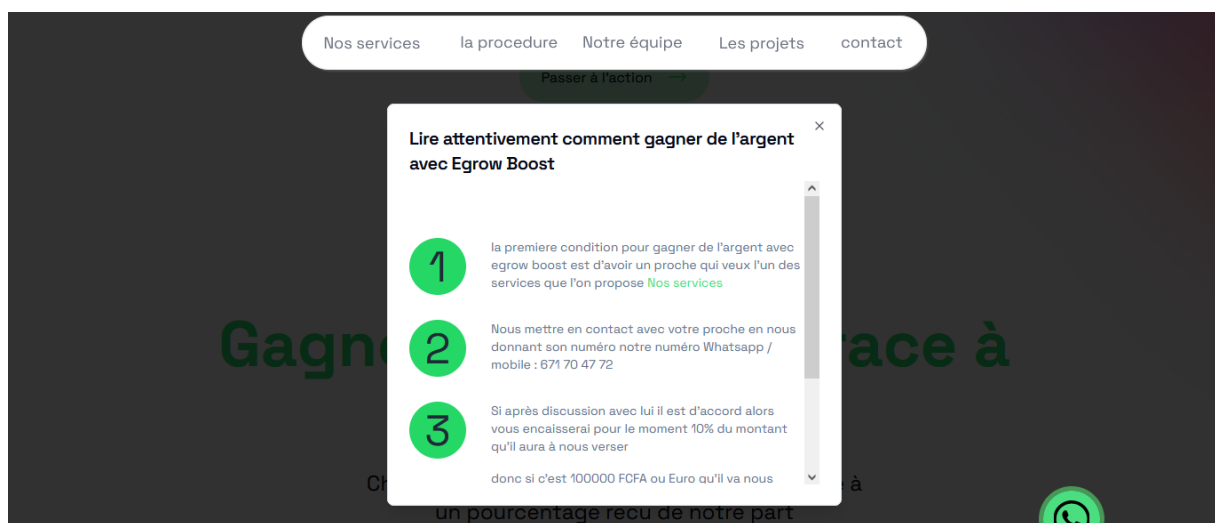 Nos services la procedure Notre équipe Les projets contact
Passer à l'action
Lire attentivement comment gagner de l'argent
avec Egrow Boost
1
la premiere condition pour gagner de l'argent avec
egrow boost est d'avoir un proche qui veux l'un des
services que l'on propose Nos services
2
Nous mettre en contact avec votre proche en nous
donnant son numéro notre numéro Whatsapp /
mobile : 671 70 47 72
3
Si après discussion avec lui il est d'accord alors
vous encaisserai pour le moment 10% du montant
qu'il aura à nous verser
donc si c'est 100000 FCFA ou Euro qu'il va nous
à
un pourcentage recu de notre part